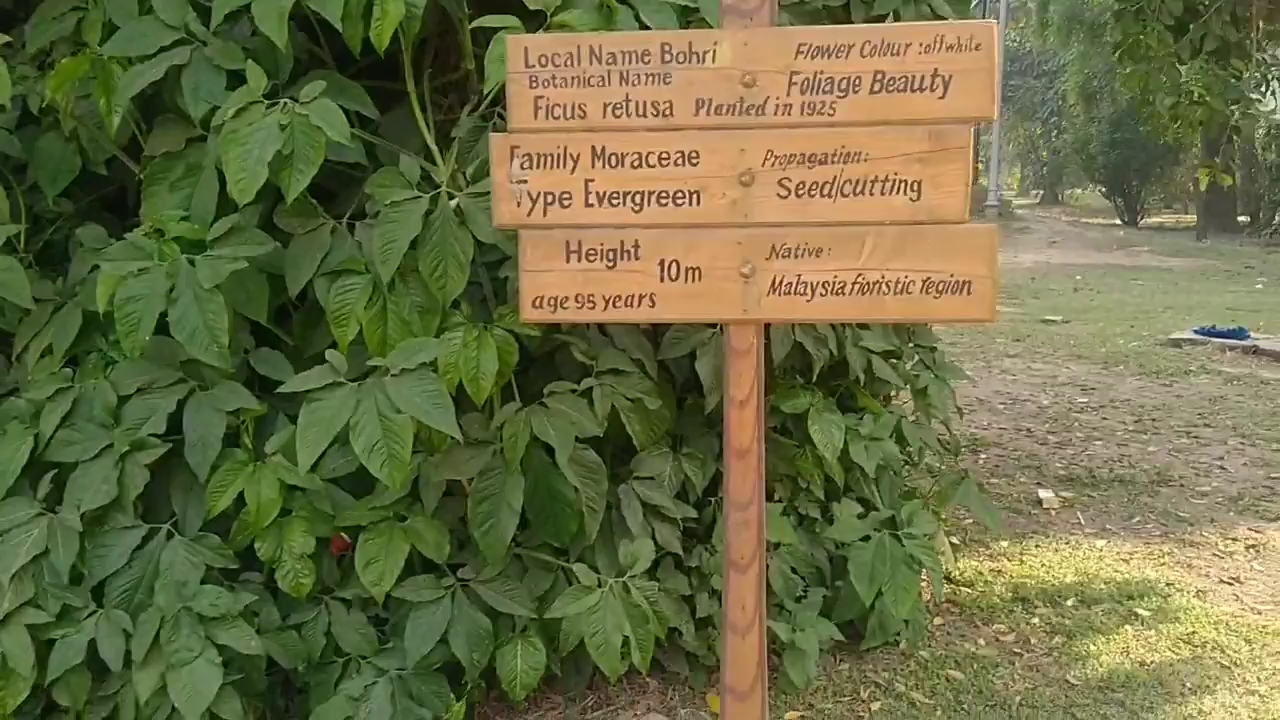 Local Name Bohri Flower Colour :offwhite
Botanical Name Foliage Beauty
Ficus retusa Planted in 1925
Family Moraceae Propagation:
Type Evergreen Seed/cutting
Height 10m Native:
age 95 years Malaysia fioristic region